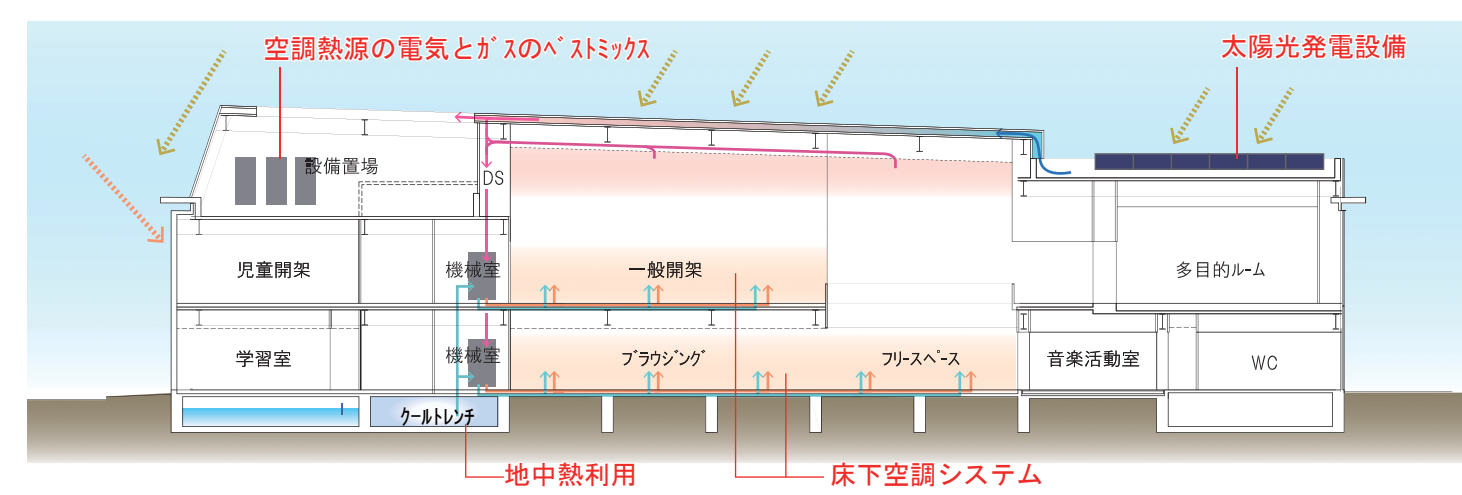 空調熱源の電気とガスのベストミックス
太陽光発電設備
設備置場
DS
児童開架
機械室
一般開架
多目的ルーム
学習室
機械室
ブラウジング
フリースペース
音楽活動室
WC
クールトレンチ
地中熱利用
床下空調システム